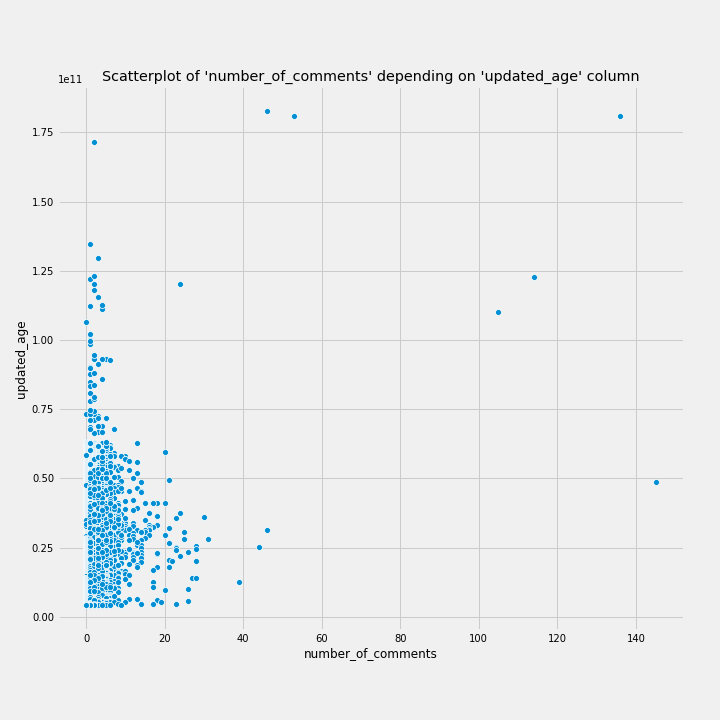 Scatterplot of 'number_of_comments' depending on 'updated_age' column
1e11
1.75
1.50
1.25
1.00
0.75
0.50
0.25
0.00
updated_age
0 20 40 60 80 100 120 140
number_of_comments